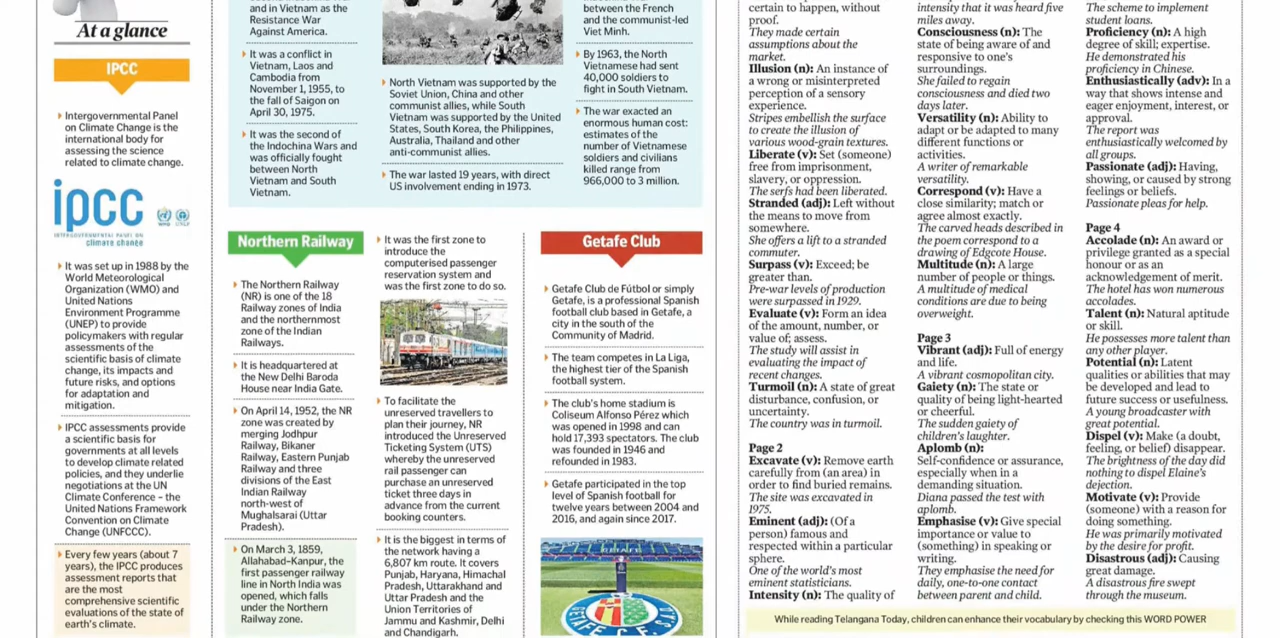 At a glance
IPCC
Intergovernmental Panel
on Climate Change is the
international body for
assessing the science
related to climate change.
ipcc
WMO UNEP
INTERGOVERNMENTAL PANEL ON
climate change
It was set up in 1988 by the
World Meteorological
Organization (WMO) and
United Nations
Environment Programme
(UNEP) to provide
policymakers with regular
assessments of the
scientific basis of climate
change, its impacts and
future risks, and options
for adaptation and
mitigation.
IPCC assessments provide
a scientific basis for
governments at all levels
to develop climate related
policies, and they underlie
negotiations at the UN
Climate Conference – the
United Nations Framework
Convention on Climate
Change (UNFCCC).
Every few years (about 7
years), the IPCC produces
assessment reports that
are the most
comprehensive scientific
evaluations of the state of
earth's climate.
and in Vietnam as the
Resistance War
Against America.
It was a conflict in
Vietnam, Laos and
Cambodia from
November 1, 1955, to
the fall of Saigon on
April 30, 1975.
It was the second of
the Indochina Wars and
was officially fought
between North
Vietnam and South
Vietnam.
North Vietnam was supported by the
Soviet Union, China and other
communist allies, while South
Vietnam was supported by the United
States, South Korea, the Philippines,
Australia, Thailand and other
anti-communist allies.
The war lasted 19 years, with direct
US involvement ending in 1973.
between the French
and the communist-led
Viet Minh.
By 1963, the North
Vietnamese had sent
40,000 soldiers to
fight in South Vietnam.
The war exacted an
enormous human cost:
estimates of the
number of Vietnamese
soldiers and civilians
killed range from
966,000 to 3 million.
Northern Railway
The Northern Railway
(NR) is one of the 18
Railway zones of India
and the northernmost
zone of the Indian
Railways.
It is headquartered at
the New Delhi Baroda
House near India Gate.
On April 14, 1952, the NR
zone was created by
merging Jodhpur
Railway, Bikaner
Railway, Eastern Punjab
Railway and three
divisions of the East
Indian Railway
north-west of
Mughalsarai (Uttar
Pradesh).
On March 3, 1859,
Allahabad–Kanpur, the
first passenger railway
line in North India was
opened, which falls
under the Northern
Railway zone.
It was the first zone to
introduce the
computerised passenger
reservation system and
was the first zone to do so.
To facilitate the
unreserved travellers to
plan their journey, NR
introduced the Unreserved
Ticketing System (UTS)
whereby the unreserved
rail passenger can
purchase an unreserved
ticket three days in
advance from the current
booking counters.
It is the biggest in terms of
the network having a
6,807 km route. It covers
Punjab, Haryana, Himachal
Pradesh, Uttarakhand and
Uttar Pradesh and the
Union Territories of
Jammu and Kashmir, Delhi
and Chandigarh.
Getafe Club
Getafe Club de Fútbol or simply
Getafe, is a professional Spanish
football club based in Getafe, a
city in the south of the
Community of Madrid.
The team competes in La Liga,
the highest tier of the Spanish
football system.
The club's home stadium is
Coliseum Alfonso Pérez which
was opened in 1998 and can
hold 17,393 spectators. The club
was founded in 1946 and
refounded in 1983.
Getafe participated in the top
level of Spanish football for
twelve years between 2004 and
2016, and again since 2017.
GETAFE
GETAFE C.F. S.A.D.
certain to happen, without
proof.
They made certain
assumptions about the
market.
Illusion (n): An instance of
a wrong or misinterpreted
perception of a sensory
experience.
Stripes embellish the surface
to create the illusion of
various wood-grain textures.
Liberate (v): Set (someone)
free from imprisonment,
slavery, or oppression.
The serfs had been liberated.
Stranded (adj): Left without
the means to move from
somewhere.
She offers a lift to a stranded
commuter.
Surpass (v): Exceed; be
greater than.
Pre-war levels of production
were surpassed in 1929.
Evaluate (v): Form an idea
of the amount, number, or
value of; assess.
The study will assist in
evaluating the impact of
recent changes.
Turmoil (n): A state of great
disturbance, confusion, or
uncertainty.
The country was in turmoil.
Page 2
Excavate (v): Remove earth
carefully from (an area) in
order to find buried remains.
The site was excavated in
1975.
Eminent (adj): (Of a
person) famous and
respected within a particular
sphere.
One of the world's most
eminent statisticians.
Intensity (n): The quality of
intensity that it was heard five
miles away.
Consciousness (n): The
state of being aware of and
responsive to one's
surroundings.
She failed to regain
consciousness and died two
days later.
Versatility (n): Ability to
adapt or be adapted to many
different functions or
activities.
A writer of remarkable
versatility.
Correspond (v): Have a
close similarity; match or
agree almost exactly.
The carved heads described in
the poem correspond to a
drawing of Edgcote House.
Multitude (n): A large
number of people or things.
A multitude of medical
conditions are due to being
overweight.
Page 3
Vibrant (adj): Full of energy
and life.
A vibrant cosmopolitan city.
Gaiety (n): The state or
quality of being light-hearted
or cheerful.
The sudden gaiety of
children's laughter.
Aplomb (n):
Self-confidence or assurance,
especially when in a
demanding situation.
Diana passed the test with
aplomb.
Emphasise (v): Give special
importance or value to
(something) in speaking or
writing.
They emphasise the need for
daily, one-to-one contact
between parent and child.
The scheme to implement
student loans.
Proficiency (n): A high
degree of skill; expertise.
He demonstrated his
proficiency in Chinese.
Enthusiastically (adv): In a
way that shows intense and
eager enjoyment, interest, or
approval.
The report was
enthusiastically welcomed by
all groups.
Passionate (adj): Having,
showing, or caused by strong
feelings or beliefs.
Passionate pleas for help.
Page 4
Accolade (n): An award or
privilege granted as a special
honour or as an
acknowledgement of merit.
The hotel has won numerous
accolades.
Talent (n): Natural aptitude
or skill.
He possesses more talent than
any other player.
Potential (n): Latent
qualities or abilities that may
be developed and lead to
future success or usefulness.
A young broadcaster with
great potential.
Dispel (v): Make (a doubt,
feeling, or belief) disappear.
The brightness of the day did
nothing to dispel Elaine's
dejection.
Motivate (v): Provide
(someone) with a reason for
doing something.
He was primarily motivated
by the desire for profit.
Disastrous (adj): Causing
great damage.
A disastrous fire swept
through the museum.
While reading Telangana Today, children can enhance their vocabulary by checking this WORD POWER